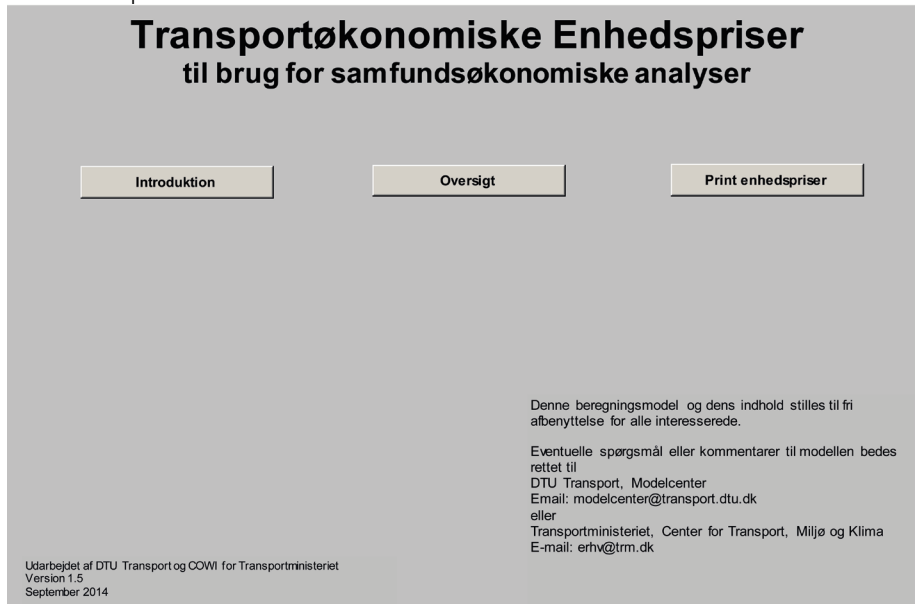 Transportøkonomiske Enhedspriser
til brug for samfundsøkonomiske analyser
Introduktion
Oversigt
Print enhedspriser
Denne beregningsmodel og dens indhold stilles til fri
afbenyttelse for alle interesserede.
Eventuelle spørgsmål eller kommentarer til modellen bedes
rettet til
DTU Transport, Modelcenter
Email: modelcenter@transport.dtu.dk
eller
Transportministeriet, Center for Transport, Miljø og Klima
E-mail: erhv@trm.dk
Udarbejdet af DTU Transport og COWI for Transportministeriet
Version 1.5
September 2014